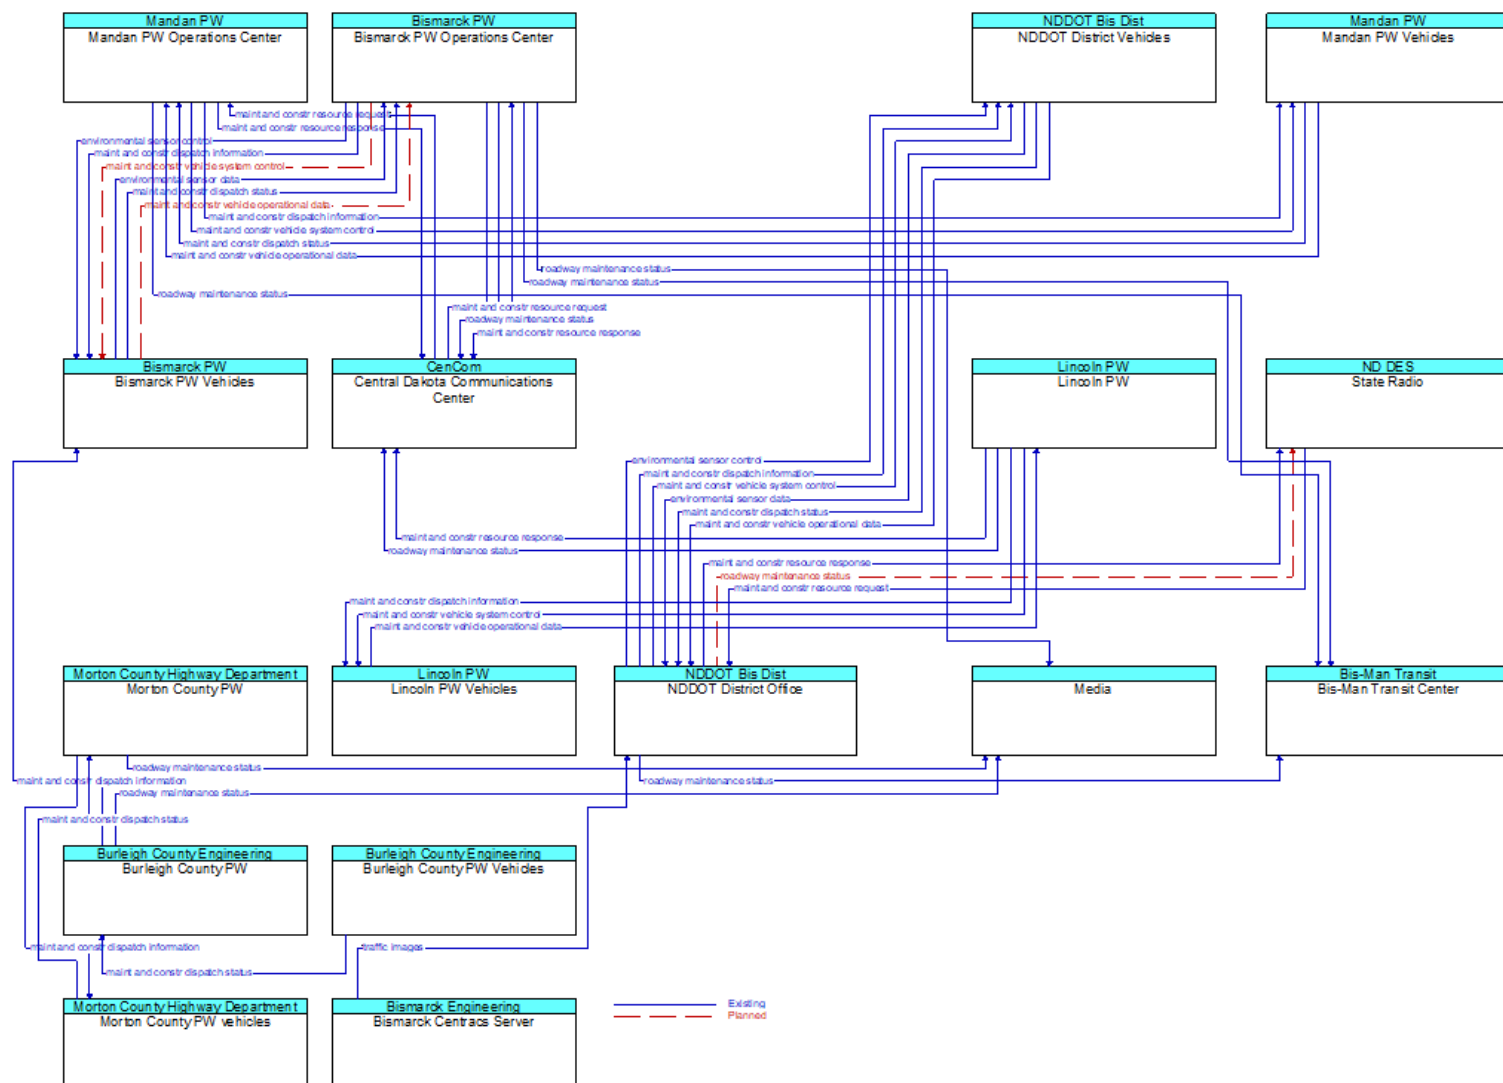 Mandan PW
Mandan PW Operations Center
Bismarck PW
Bismarck PW Operations Center
NDDOT Bis Dist
NDDOT District Vehicles
Mandan PW
Mandan PW Vehicles
maint and constr resource request
maint and constr resource response
environmental sensor control
maint and constr dispatch information
maint and constr vehicle system control
environmental sensor data
maint and constr dispatch status
maint and constr vehicle operational data
maint and constr dispatch information
maint and constr vehicle system control
maint and constr dispatch status
maint and constr vehicle operational data
roadway maintenance status
roadway maintenance status
roadway maintenance status
maint and constr resource request
roadway maintenance status
maint and constr resource response
Bismarck PW
Bismarck PW Vehicles
CenCom
Central Dakota Communications
Center
Lincoln PW
Lincoln PW
ND DES
State Radio
environmental sensor control
maint and constr dispatch information
maint and constr vehicle system control
environmental sensor data
maint and constr dispatch status
maint and constr vehicle operational data
maint and constr resource response
roadway maintenance status
maint and constr resource response
roadway maintenance status
maint and constr resource request
maint and constr dispatch information
maint and constr vehicle system control
maint and constr vehicle operational data
Morton County Highway Department
Morton County PW
Lincoln PW
Lincoln PW Vehicles
NDDOT Bis Dist
NDDOT District Office
Media
Bis-Man Transit
Bis-Man Transit Center
roadway maintenance status
maint and constr dispatch information
roadway maintenance status
roadway maintenance status
maint and constr dispatch status
Burleigh County Engineering
Burleigh County PW
Burleigh County Engineering
Burleigh County PW Vehicles
maint and constr dispatch information
traffic images
maint and constr dispatch status
Morton County Highway Department
Morton County PW vehicles
Bismarck Engineering
Bismarck Centracs Server
Existing
Planned